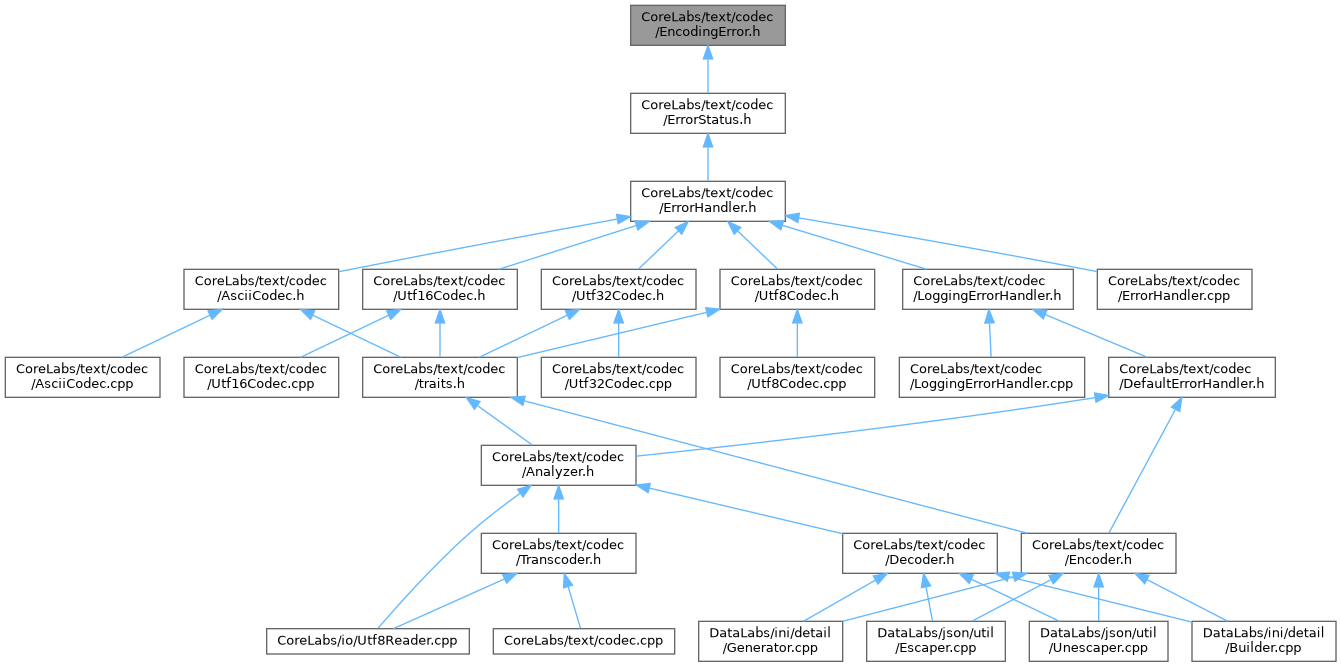 CoreLabs/text/codec
/EncodingError.h
CoreLabs/text/codec
/ErrorStatus.h
CoreLabs/text/codec
/ErrorHandler.h
CoreLabs/text/codec
/AsciiCodec.h
CoreLabs/text/codec
/Utf16Codec.h
CoreLabs/text/codec
/Utf32Codec.h
CoreLabs/text/codec
/Utf8Codec.h
CoreLabs/text/codec
/LoggingErrorHandler.h
CoreLabs/text/codec
/ErrorHandler.cpp
CoreLabs/text/codec
/AsciiCodec.cpp
CoreLabs/text/codec
/Utf16Codec.cpp
CoreLabs/text/codec
/traits.h
CoreLabs/text/codec
/Utf32Codec.cpp
CoreLabs/text/codec
/Utf8Codec.cpp
CoreLabs/text/codec
/LoggingErrorHandler.cpp
CoreLabs/text/codec
/DefaultErrorHandler.h
CoreLabs/text/codec
/Analyzer.h
CoreLabs/text/codec
/Transcoder.h
CoreLabs/text/codec
/Decoder.h
CoreLabs/text/codec
/Encoder.h
CoreLabs/io/Utf8Reader.cpp
CoreLabs/text/codec.cpp
DataLabs/ini/detail
/Generator.cpp
DataLabs/json/util
/Escaper.cpp
DataLabs/json/util
/Unescaper.cpp
DataLabs/ini/detail
/Builder.cpp